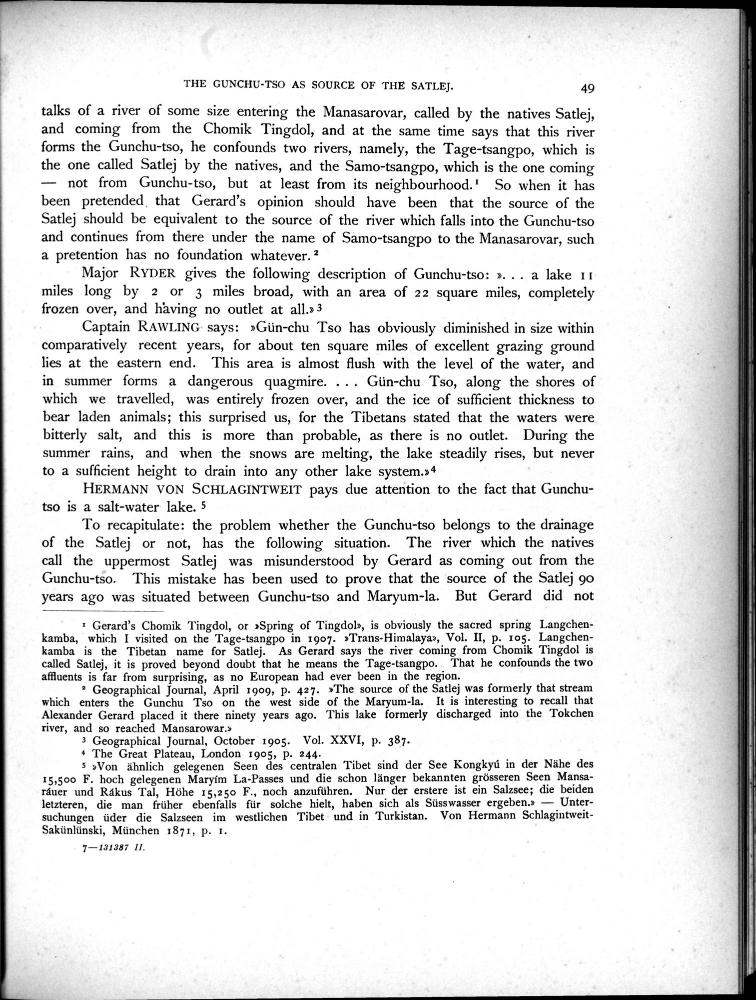 THE GUNCHU-TSO AS SOURCE OF THE SATLEJ. 49
talks of a river of some size entering the Manasarovar, called by the natives Satlej,
and coming from the Chomik Tingdol, and at the same time says that this river
forms the Gunchu-tso, he confounds two rivers, namely, the Tage-tsangpo, which is
the one called Satlej by the natives, and the Samo-tsangpo, which is the one coming
— not from Gunchu-tso, but at least from its neighbourhood.¹ So when it has
been pretended that Gerard's opinion should have been that the source of the
Satlej should be equivalent to the source of the river which falls into the Gunchu-tso
and continues from there under the name of Samo-tsangpo to the Manasarovar, such
a pretention has no foundation whatever.²
Major RYDER gives the following description of Gunchu-tso: ». . . a lake 11
miles long by 2 or 3 miles broad, with an area of 22 square miles, completely
frozen over, and having no outlet at all.»³
Captain RAWLING says: »Gün-chu Tso has obviously diminished in size within
comparatively recent years, for about ten square miles of excellent grazing ground
lies at the eastern end. This area is almost flush with the level of the water, and
in summer forms a dangerous quagmire. . . . Gün-chu Tso, along the shores of
which we travelled, was entirely frozen over, and the ice of sufficient thickness to
bear laden animals; this surprised us, for the Tibetans stated that the waters were
bitterly salt, and this is more than probable, as there is no outlet. During the
summer rains, and when the snows are melting, the lake steadily rises, but never
to a sufficient height to drain into any other lake system.»⁴
HERMANN VON SCHLAGINTWEIT pays due attention to the fact that Gunchu-
tso is a salt-water lake.⁵
To recapitulate: the problem whether the Gunchu-tso belongs to the drainage
of the Satlej or not, has the following situation. The river which the natives
call the uppermost Satlej was misunderstood by Gerard as coming out from the
Gunchu-tso. This mistake has been used to prove that the source of the Satlej 90
years ago was situated between Gunchu-tso and Maryum-la. But Gerard did not
¹ Gerard's Chomik Tingdol, or »Spring of Tingdol», is obviously the sacred spring Langchen-
kamba, which I visited on the Tage-tsangpo in 1907. »Trans-Himalaya», Vol. II, p. 105. Langchen-
kamba is the Tibetan name for Satlej. As Gerard says the river coming from Chomik Tingdol is
called Satlej, it is proved beyond doubt that he means the Tage-tsangpo. That he confounds the two
affluents is far from surprising, as no European had ever been in the region.
² Geographical Journal, April 1909, p. 427. »The source of the Satlej was formerly that stream
which enters the Gunchu Tso on the west side of the Maryum-la. It is interesting to recall that
Alexander Gerard placed it there ninety years ago. This lake formerly discharged into the Tokchen
river, and so reached Mansarowar.»
³ Geographical Journal, October 1905. Vol. XXVI, p. 387.
⁴ The Great Plateau, London 1905, p. 244.
⁵ »Von ähnlich gelegenen Seen des centralen Tibet sind der See Kongkyú in der Nähe des
15,500 F. hoch gelegenen Maryím La-Passes und die schon länger bekannten grösseren Seen Mansa-
ráuer und Rákus Tal, Höhe 15,250 F., noch anzuführen. Nur der erstere ist ein Salzsee; die beiden
letzteren, die man früher ebenfalls für solche hielt, haben sich als Süsswasser ergeben.» — Unter-
suchungen üder die Salzseen im westlichen Tibet und in Turkistan. Von Hermann Schlagintweit-
Sakünlünski, München 1871, p. 1.
7—131387 II.